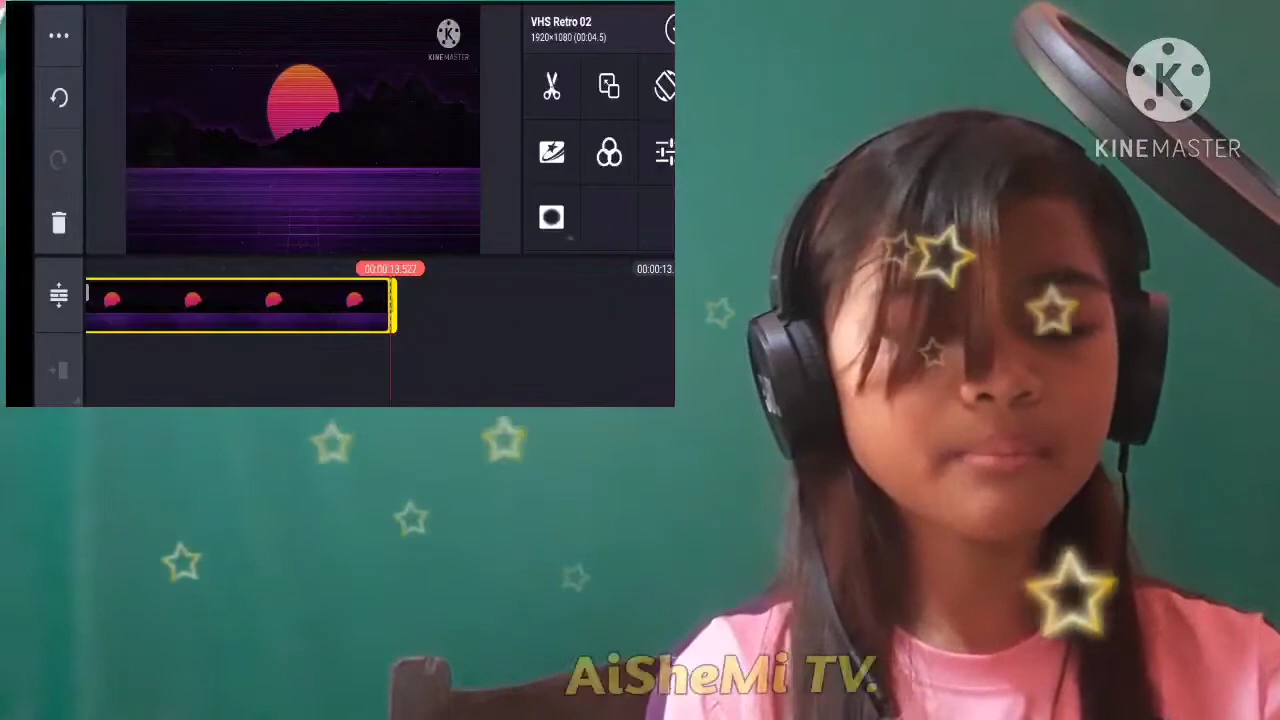 VHS Retro 02
1920×1080 (00:04.5)
K
KINEMASTER
00:00:13.527
00:00:13.
K
KINEMASTER
AiSheMi TV.